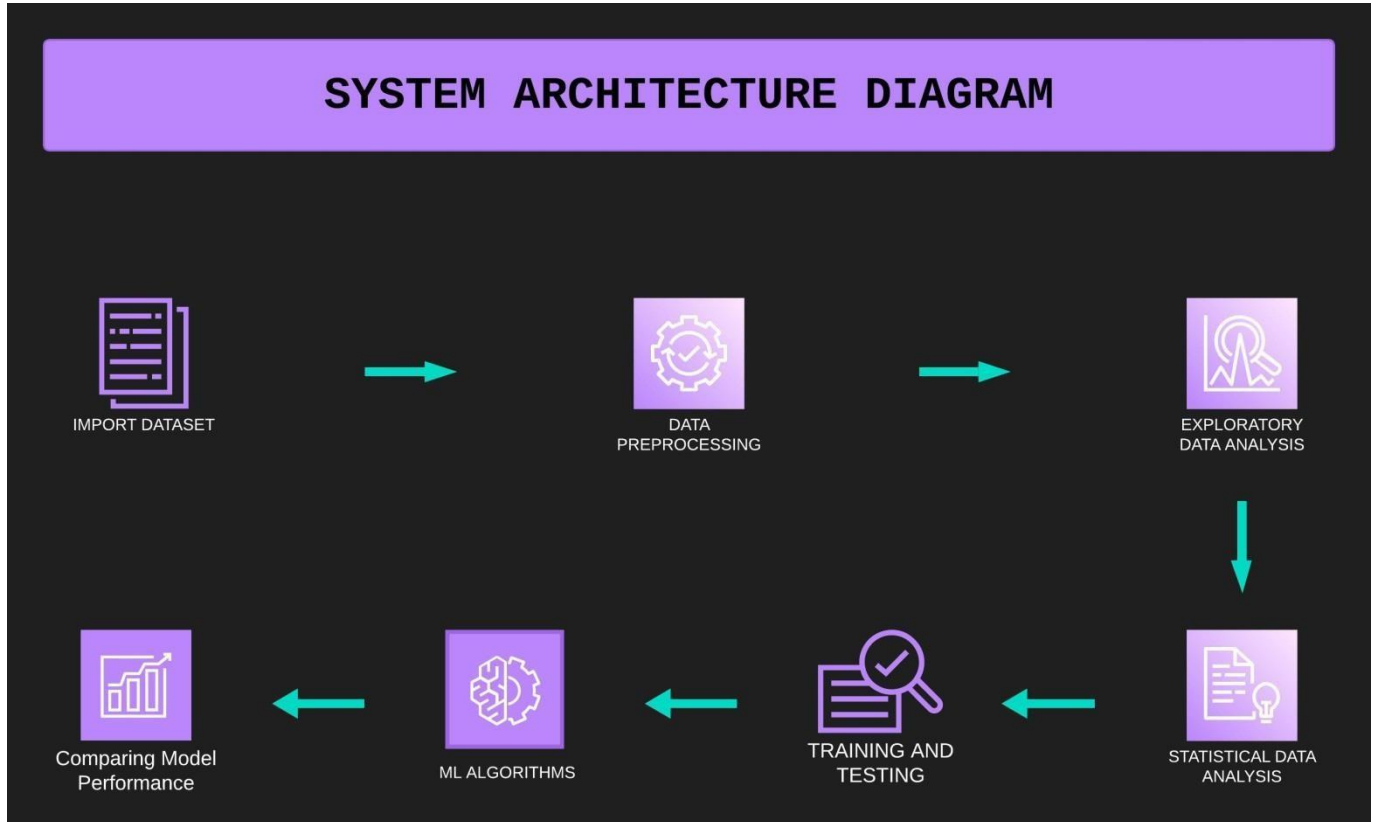 SYSTEM ARCHITECTURE DIAGRAM
IMPORT DATASET
DATA
PREPROCESSING
EXPLORATORY
DATA ANALYSIS
STATISTICAL DATA
ANALYSIS
TRAINING AND
TESTING
ML ALGORITHMS
Comparing Model
Performance